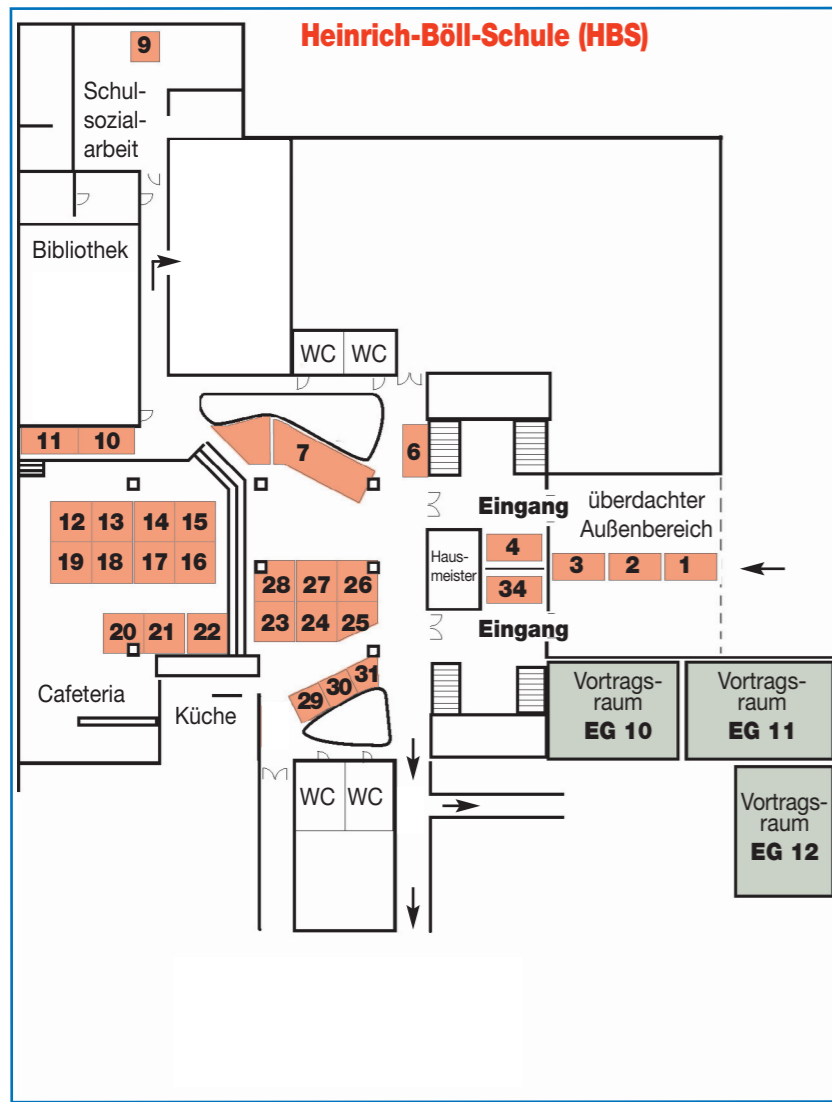 Heinrich-Böll-Schule (HBS)
9
Schul-
sozial-
arbeit
Bibliothek
WC WC
11 10
7
6
Eingang
überdachter
Außenbereich
12 13 14 15
19 18 17 16
Haus-
meister
4
34
3 2 1
28 27 26
23 24 25
Eingang
20 21 22
31
30
29
Cafeteria
Küche
Vortrags-
raum
EG 10
Vortrags-
raum
EG 11
WC WC
Vortrags-
raum
EG 12